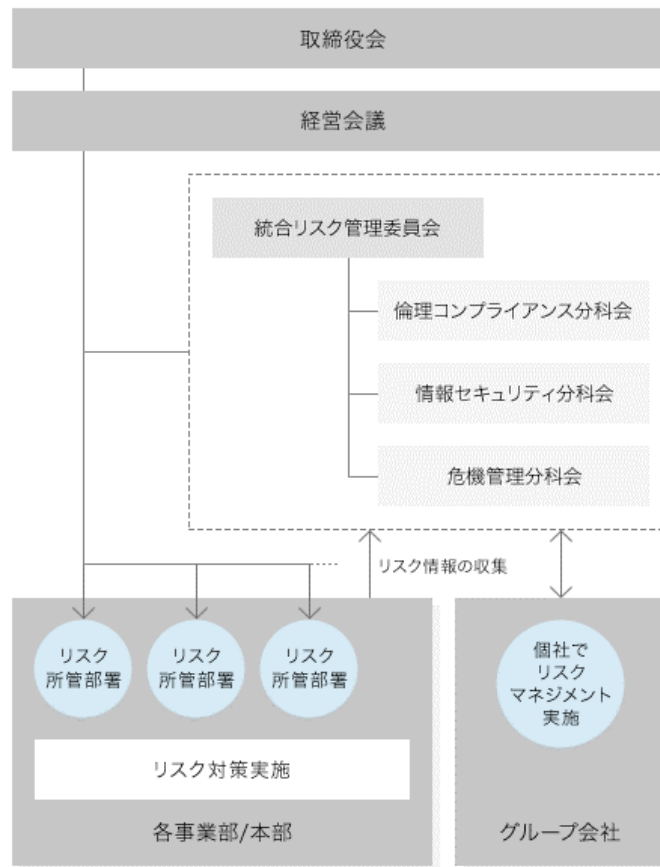 取締役会
経営会議
統合リスク管理委員会
倫理コンプライアンス分科会
情報セキュリティ分科会
危機管理分科会
リスク情報の収集
リスク
所管部署
リスク
所管部署
リスク
所管部署
リスク対策実施
各事業部/本部
個社で
リスク
マネジメント
実施
グループ会社